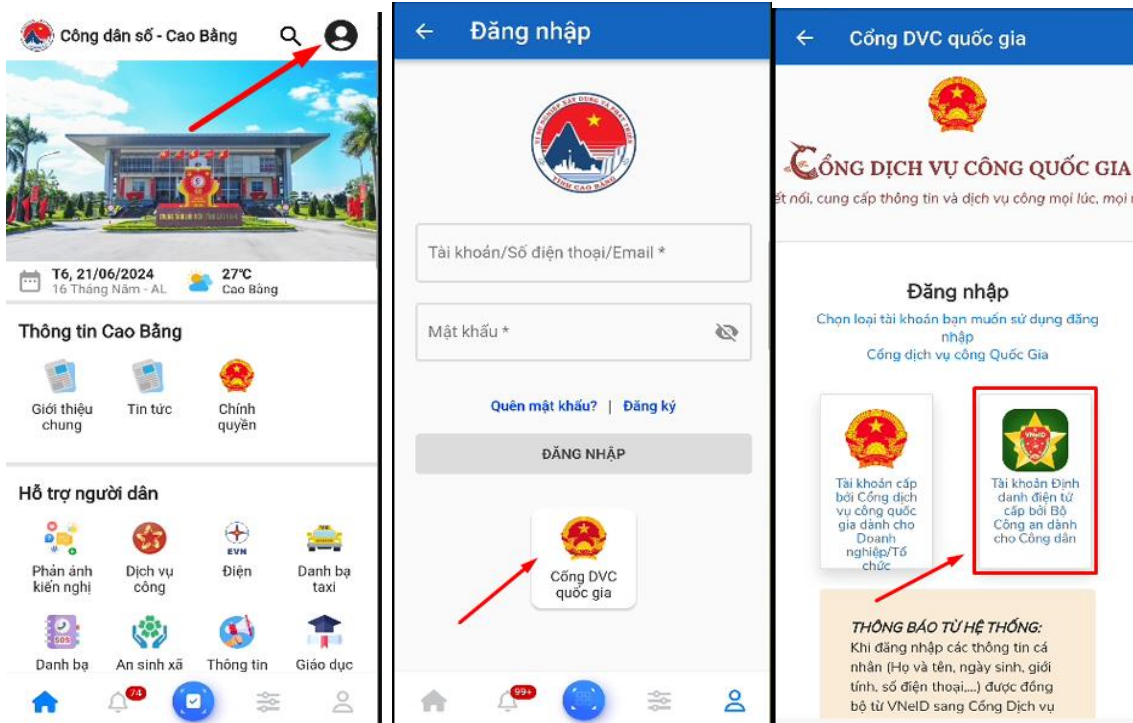 Công dân số - Cao Bằng
T6, 21/06/2024
16 Tháng Năm - AL
27°C
Cao Bằng
Thông tin Cao Bằng
Giới thiệu
chung
Tin tức
Chính
quyền
Hỗ trợ người dân
Phản ánh
kiến nghị
Dịch vụ
công
EVN
Điện
Danh bạ
taxi
SOS
Danh bạ
An sinh xã
Thông tin
Giáo dục
74
Đăng nhập
VÌ SỰ NGHIỆP XÂY DỰNG VÀ PHÁT TRIỂN
TỈNH CAO BẰNG
Tài khoản/Số điện thoại/Email *
Mật khẩu *
Quên mật khẩu? | Đăng ký
ĐĂNG NHẬP
Cổng DVC
quốc gia
99+
Cổng DVC quốc gia
CỔNG DỊCH VỤ CÔNG QUỐC GIA
ết nối, cung cấp thông tin và dịch vụ công mọi lúc, mọi
Đăng nhập
Chọn loại tài khoản bạn muốn sử dụng đăng
nhập
Cổng dịch vụ công Quốc Gia
Tài khoản cấp
bởi Cổng dịch
vụ công quốc
gia dành cho
Doanh
nghiệp/Tổ
chức
VNeID
Tài khoản Định
danh điện tử
cấp bởi Bộ
Công an dành
cho Công dân
THÔNG BÁO TỪ HỆ THỐNG:
Khi đăng nhập các thông tin cá
nhân (Họ và tên, ngày sinh, giới
tính, số điện thoại,...) được đồng
bộ từ VNeID sang Cổng Dịch vụ